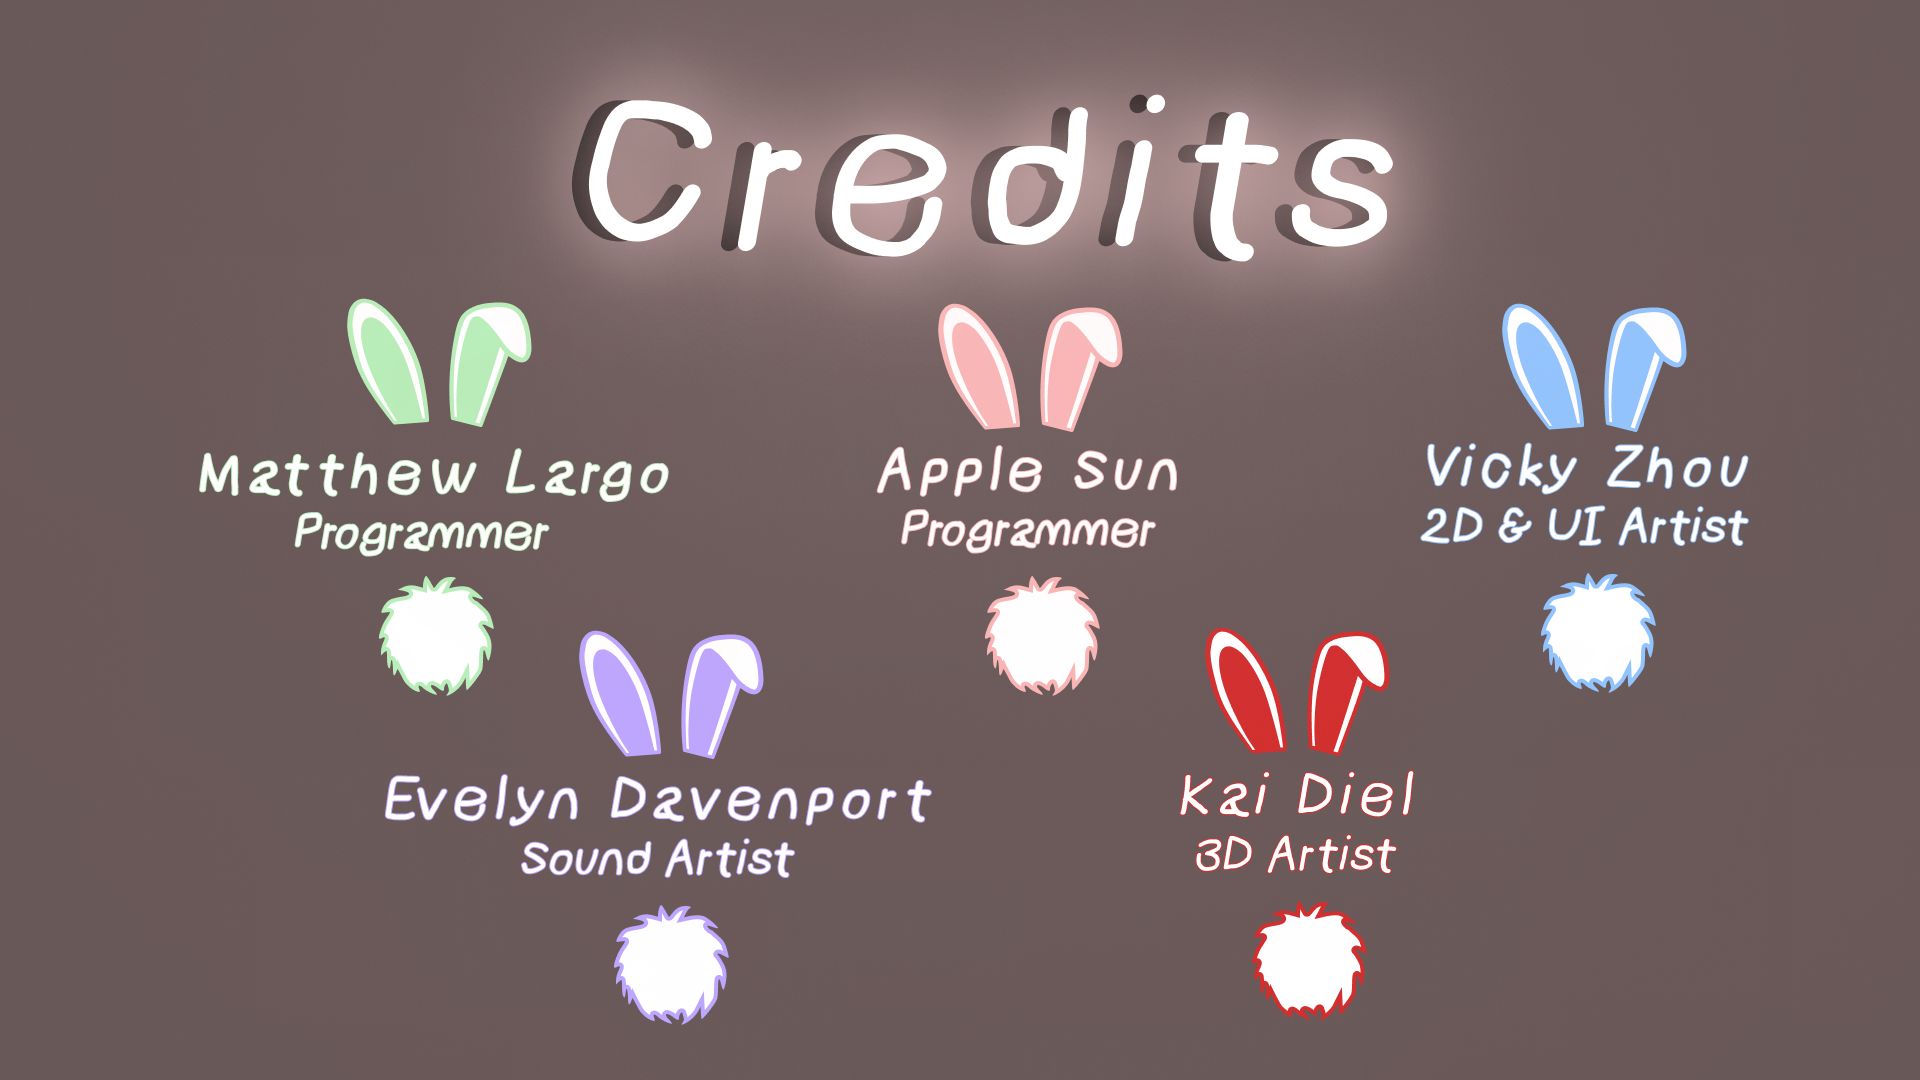 Credits
Matthew Largo
Programmer
Apple Sun
Programmer
Vicky Zhou
2D & UI Artist
Evelyn Davenport
Sound Artist
Kai Diel
3D Artist